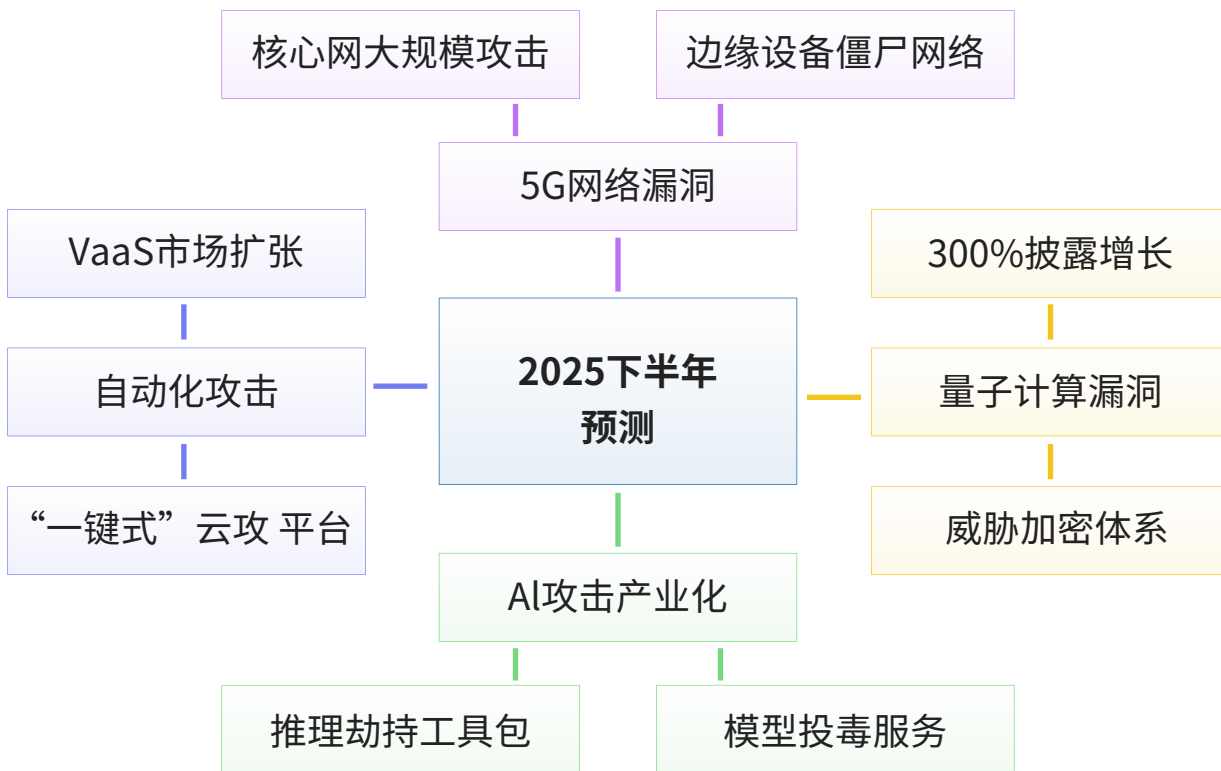 核心网大规模攻击
边缘设备僵尸网络
5G网络漏洞
VaaS市场扩张
300%披露增长
2025下半年
预测
自动化攻击
量子计算漏洞
“一键式”云攻 平台
威胁加密体系
AI攻击产业化
推理劫持工具包
模型投毒服务